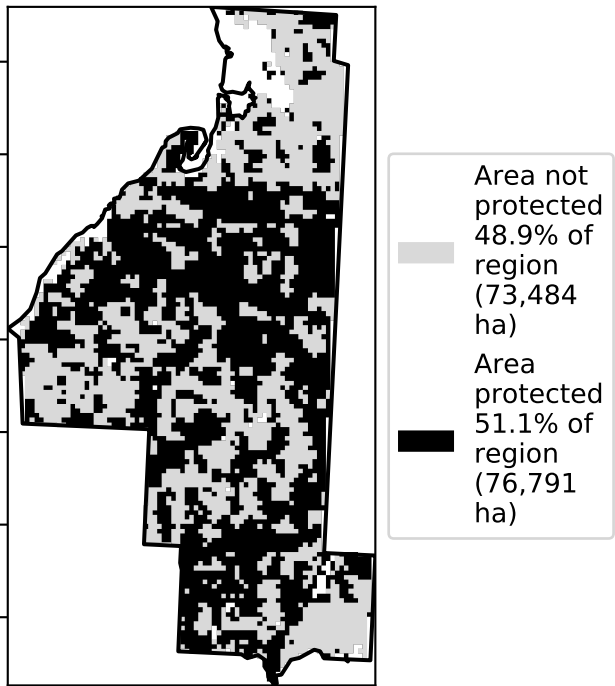 Area not
protected
48.9% of
region
(73,484
ha)
Area
protected
51.1% of
region
(76,791
ha)